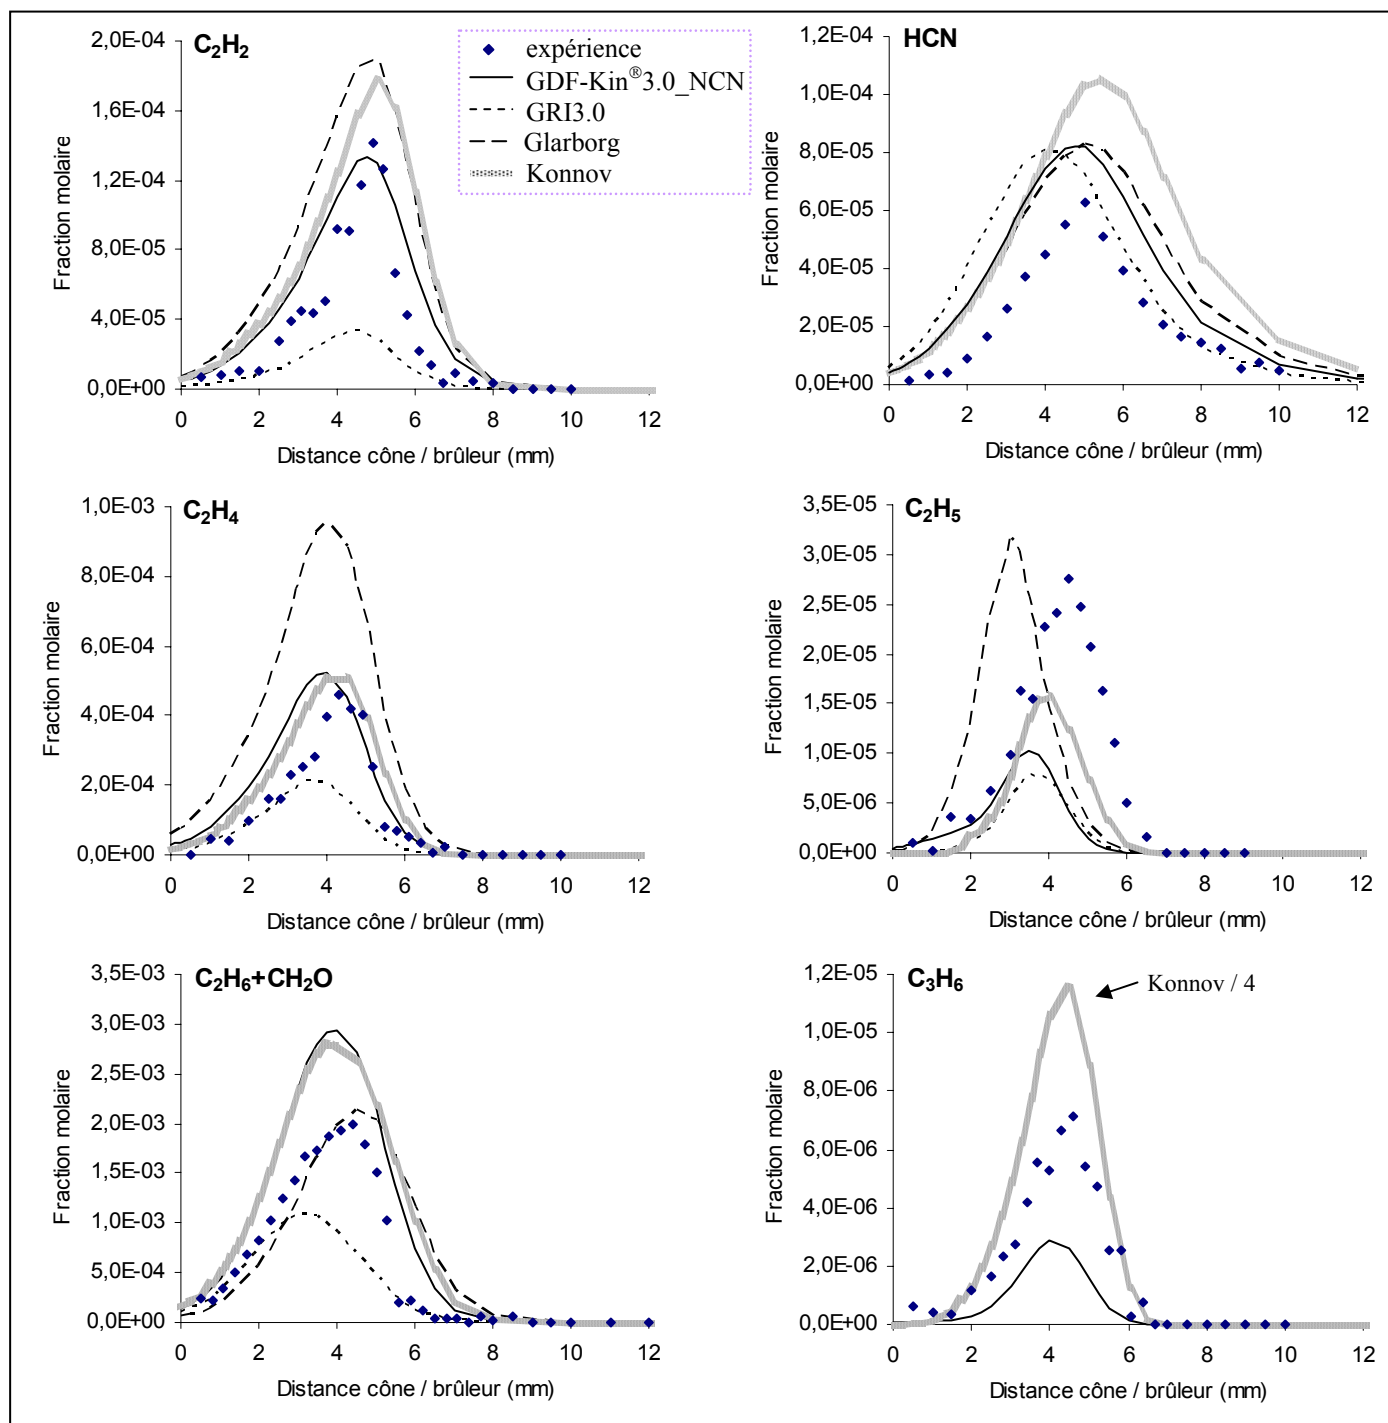 C₂H₂
2,0E-04
1,6E-04
1,2E-04
8,0E-05
4,0E-05
0,0E+00
Fraction molaire
0 2 4 6 8 10 12
Distance cône / brûleur (mm)
expérience
GDF-Kin®3.0_NCN
GRI3.0
Glarborg
Konnov
HCN
1,2E-04
1,0E-04
8,0E-05
6,0E-05
4,0E-05
2,0E-05
0,0E+00
Fraction molaire
0 2 4 6 8 10 12
Distance cône / brûleur (mm)
C₂H₄
1,0E-03
8,0E-04
6,0E-04
4,0E-04
2,0E-04
0,0E+00
Fraction molaire
0 2 4 6 8 10 12
Distance cône / brûleur (mm)
C₂H₅
3,5E-05
3,0E-05
2,5E-05
2,0E-05
1,5E-05
1,0E-05
5,0E-06
0,0E+00
Fraction molaire
0 2 4 6 8 10 12
Distance cône / brûleur (mm)
C₂H₆+CH₂O
3,5E-03
3,0E-03
2,5E-03
2,0E-03
1,5E-03
1,0E-03
5,0E-04
0,0E+00
Fraction molaire
0 2 4 6 8 10 12
Distance cône / brûleur (mm)
C₃H₆
Konnov / 4
1,2E-05
1,0E-05
8,0E-06
6,0E-06
4,0E-06
2,0E-06
0,0E+00
Fraction molaire
0 2 4 6 8 10 12
Distance cône / brûleur (mm)